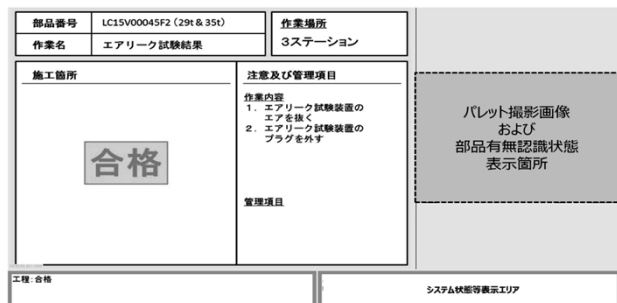 部品番号 LC15V00045F2 (29t & 35t)
作業名 エアリーク試験結果
作業場所
3ステーション
施工箇所
合格
注意及び管理項目
作業内容
1. エアリーク試験装置の
エアを抜く
2. エアリーク試験装置の
プラグを外す
管理項目
パレット撮影画像
および
部品有無認識状態
表示箇所
工程:合格
システム状態等表示エリア